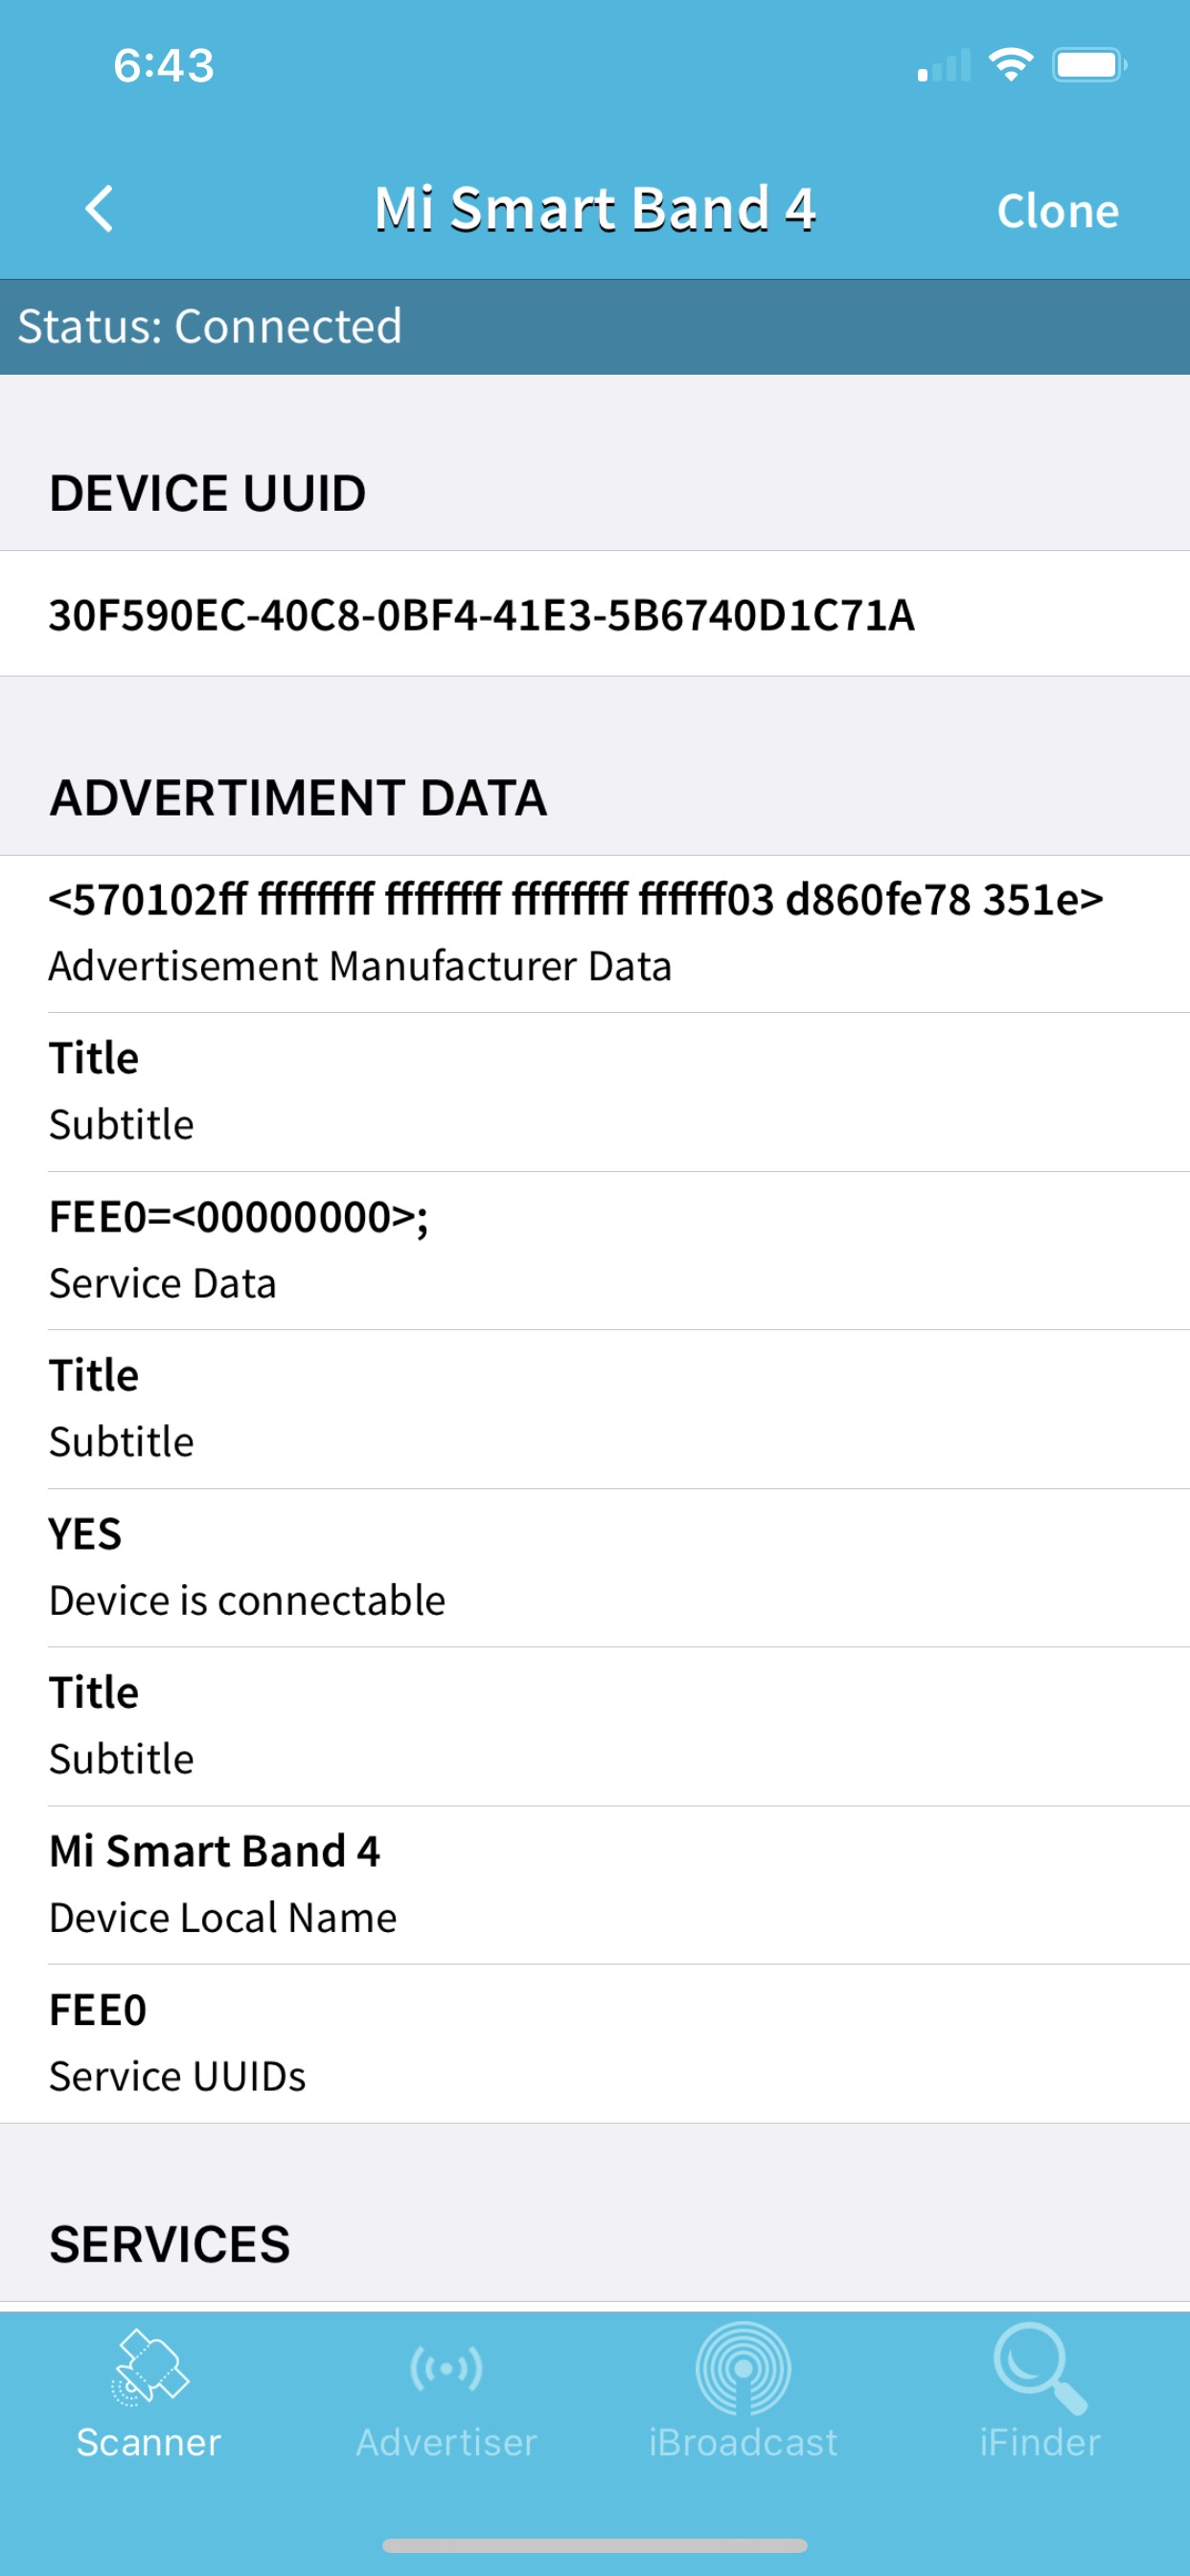 6:43
Mi Smart Band 4
Clone
Status: Connected
DEVICE UUID
30F590EC-40C8-0BF4-41E3-5B6740D1C71A
ADVERTIMENT DATA
<570102ff ffffffff ffffffff ffffffff ffffff03 d860fe78 351e>
Advertisement Manufacturer Data
Title
Subtitle
FEE0=<00000000>;
Service Data
Title
Subtitle
YES
Device is connectable
Title
Subtitle
Mi Smart Band 4
Device Local Name
FEE0
Service UUIDs
SERVICES
Scanner
Advertiser
iBroadcast
iFinder